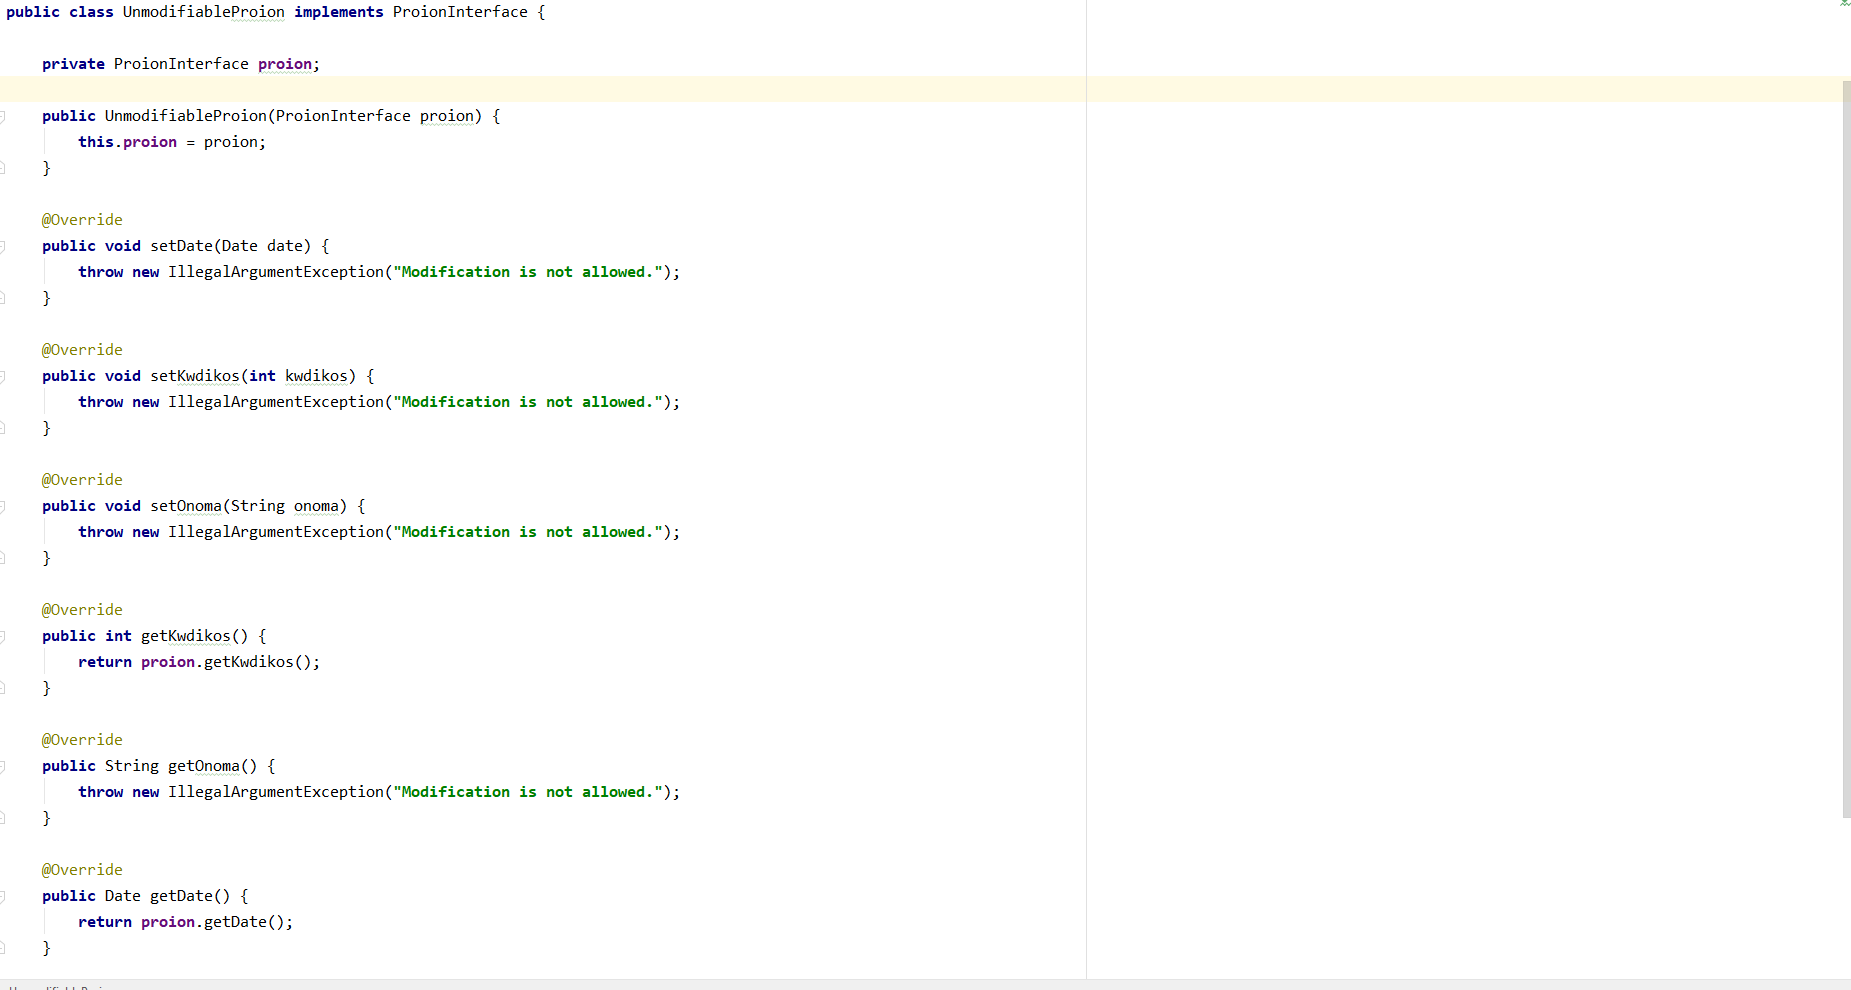 public class UnmodifiableProion implements ProionInterface {
private ProionInterface proion;
public UnmodifiableProion(ProionInterface proion) {
this.proion = proion;
}
@Override
public void setDate(Date date) {
throw new IllegalArgumentException("Modification is not allowed.");
}
@Override
public void setKwdikos(int kwdikos) {
throw new IllegalArgumentException("Modification is not allowed.");
}
@Override
public void setOnoma(String onoma) {
throw new IllegalArgumentException("Modification is not allowed.");
}
@Override
public int getKwdikos() {
return proion.getKwdikos();
}
@Override
public String getOnoma() {
throw new IllegalArgumentException("Modification is not allowed.");
}
@Override
public Date getDate() {
return proion.getDate();
}